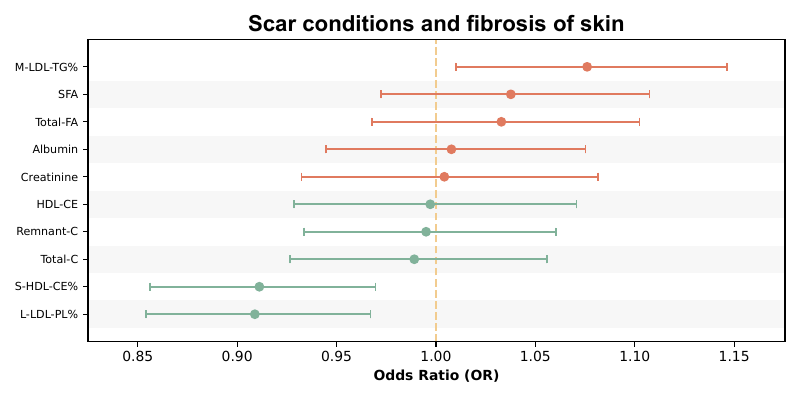 Scar conditions and fibrosis of skin
M-LDL-TG%
SFA
Total-FA
Albumin
Creatinine
HDL-CE
Remnant-C
Total-C
S-HDL-CE%
L-LDL-PL%
0.85 0.90 0.95 1.00 1.05 1.10 1.15
Odds Ratio (OR)